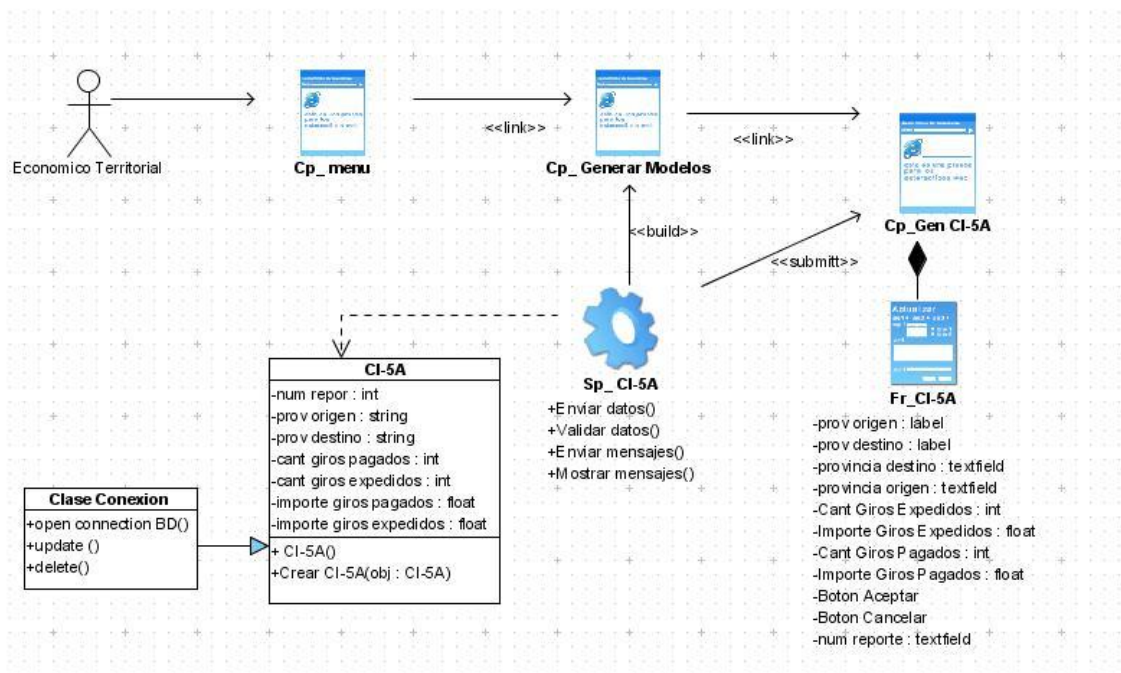 <<link>>
<<link>>
Economico Territorial
Cp_ menu
Cp_ Generar Modelos
Cp_Gen CI-5A
<<build>>
<<submitt>>
CI-5A
-num repor : int
-prov origen : string
-prov destino : string
-cant giros pagados : int
-cant giros expedidos : int
-importe giros pagados : float
-importe giros expedidos : float
+ CI-5A()
+Crear CI-5A(obj : CI-5A)
Clase Conexion
+open connection BD()
+update ()
+delete()
Sp_ CI-5A
+Enviar datos()
+Validar datos()
+Enviar mensajes()
+Mostrar mensajes()
Actualizar
Fr_CI-5A
-prov origen : label
-prov destino : label
-provincia destino : textfield
-provincia origen : textfield
-Cant Giros Expedidos : int
-Importe Giros Expedidos : float
-Cant Giros Pagados : int
-Importe Giros Pagados : float
-Boton Aceptar
-Boton Cancelar
-num reporte : textfield